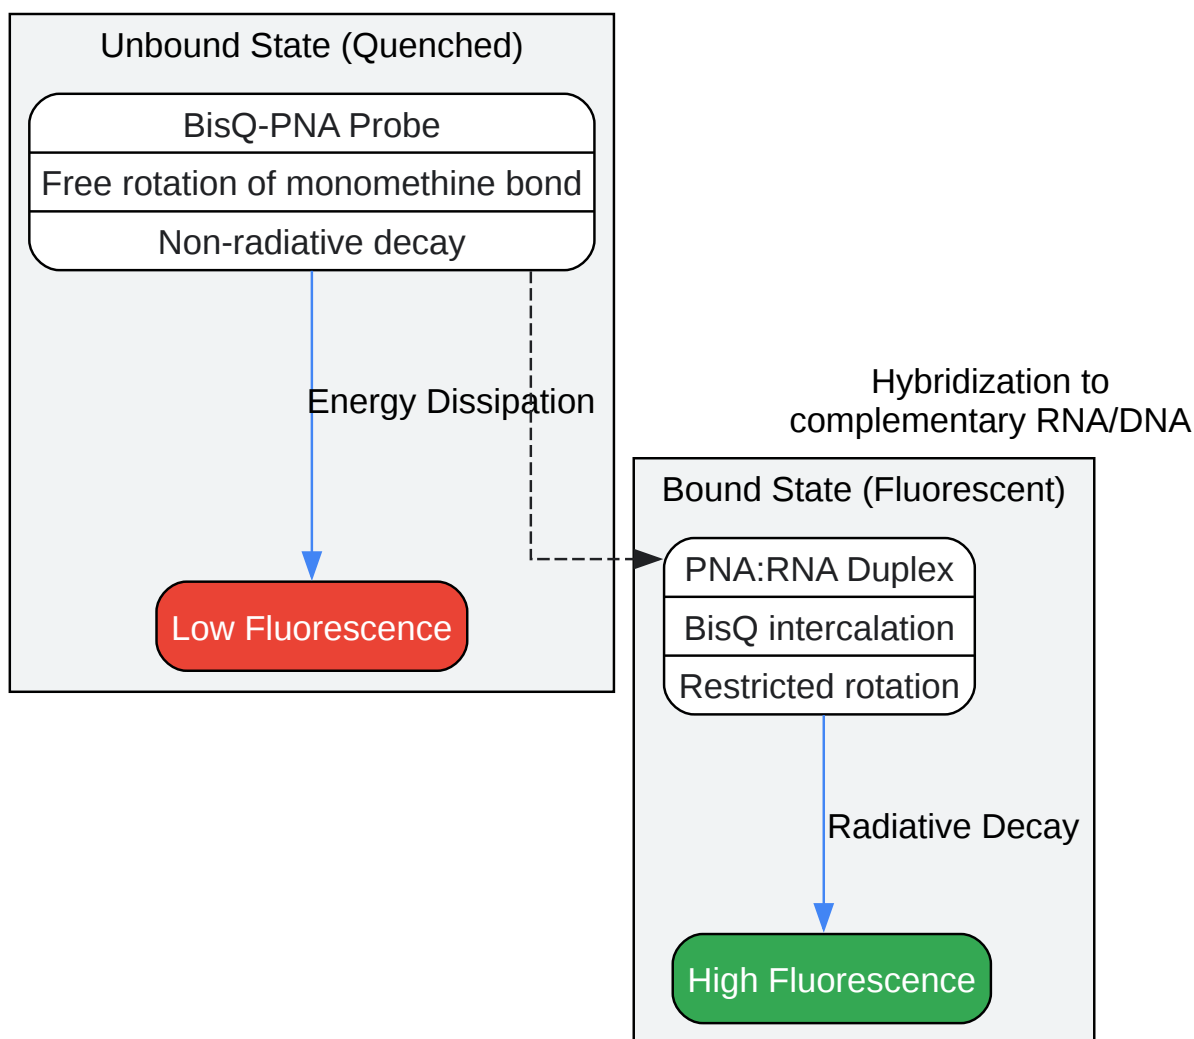 Unbound State (Quenched)
BisQ-PNA Probe
Free rotation of monomethine bond
Non-radiative decay
Energy Dissipation
Low Fluorescence
Hybridization to
complementary RNA/DNA
Bound State (Fluorescent)
PNA:RNA Duplex
BisQ intercalation
Restricted rotation
Radiative Decay
High Fluorescence